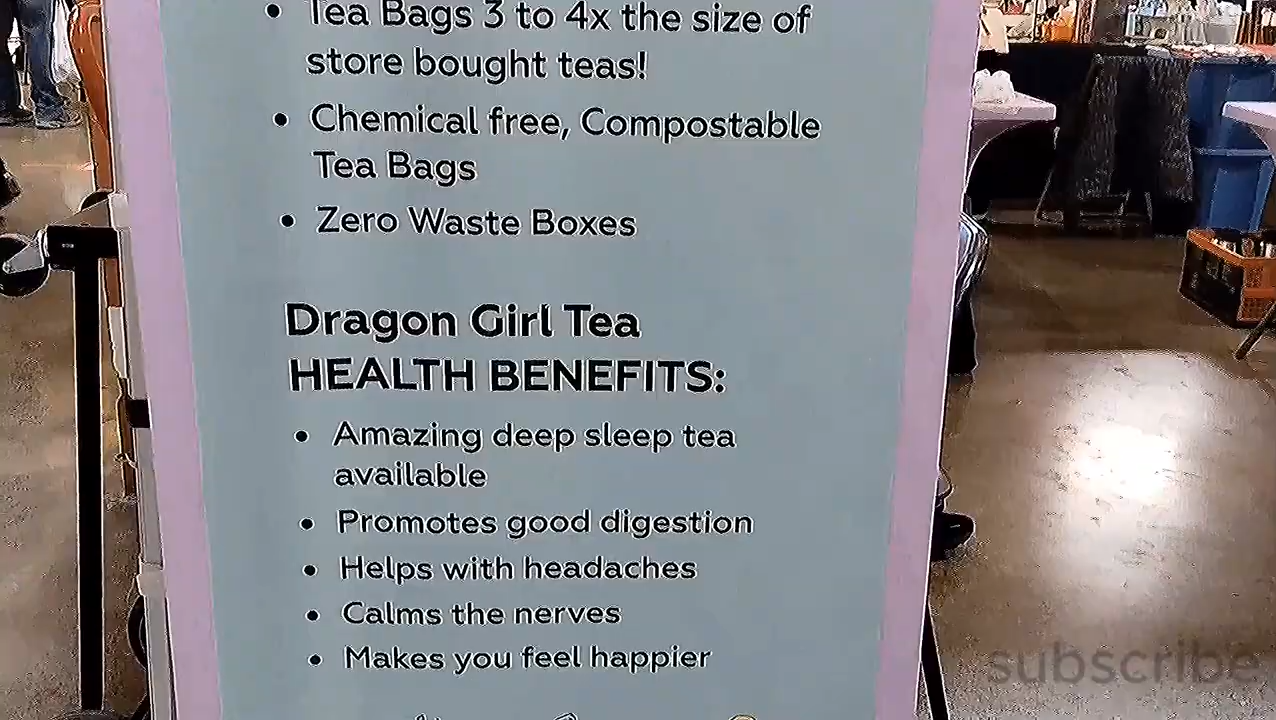 • Tea Bags 3 to 4x the size of
store bought teas!
• Chemical free, Compostable
Tea Bags
• Zero Waste Boxes
Dragon Girl Tea
HEALTH BENEFITS:
• Amazing deep sleep tea
available
• Promotes good digestion
• Helps with headaches
• Calms the nerves
• Makes you feel happier
subscribe